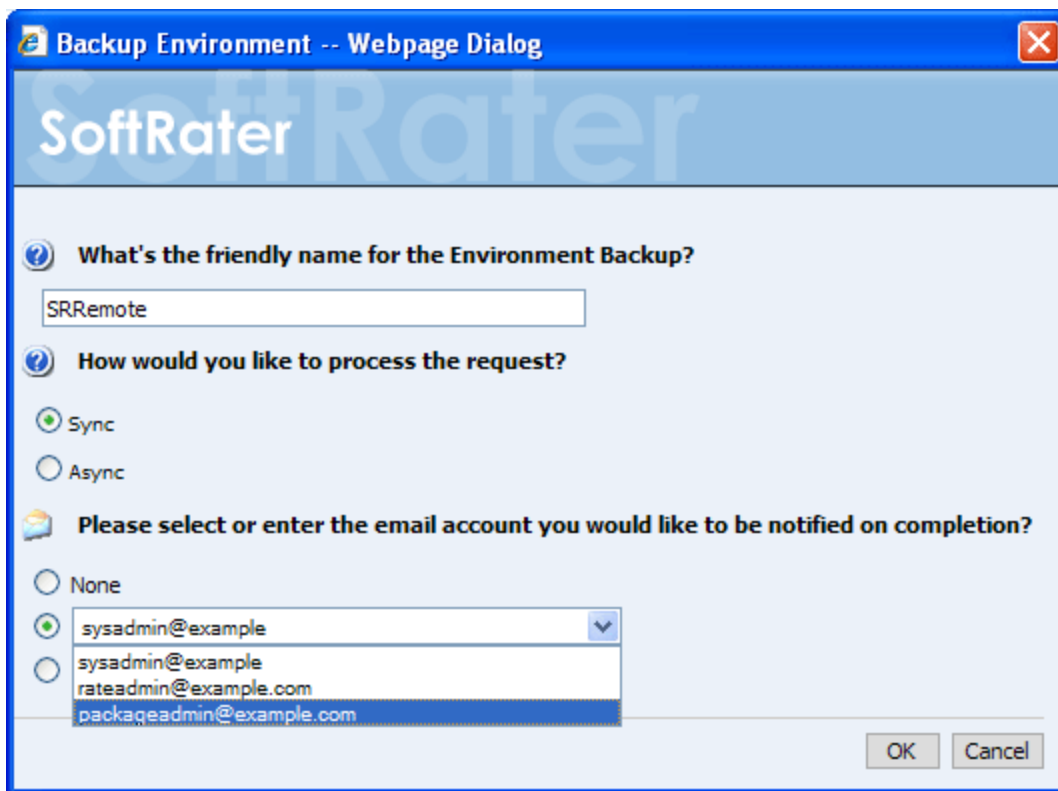 Backup Environment -- Webpage Dialog
SoftRater
SoftRater
What's the friendly name for the Environment Backup?
SRRemote
How would you like to process the request?
Sync
Async
Please select or enter the email account you would like to be notified on completion?
None
sysadmin@example
sysadmin@example
rateadmin@example.com
packageadmin@example.com
OK Cancel